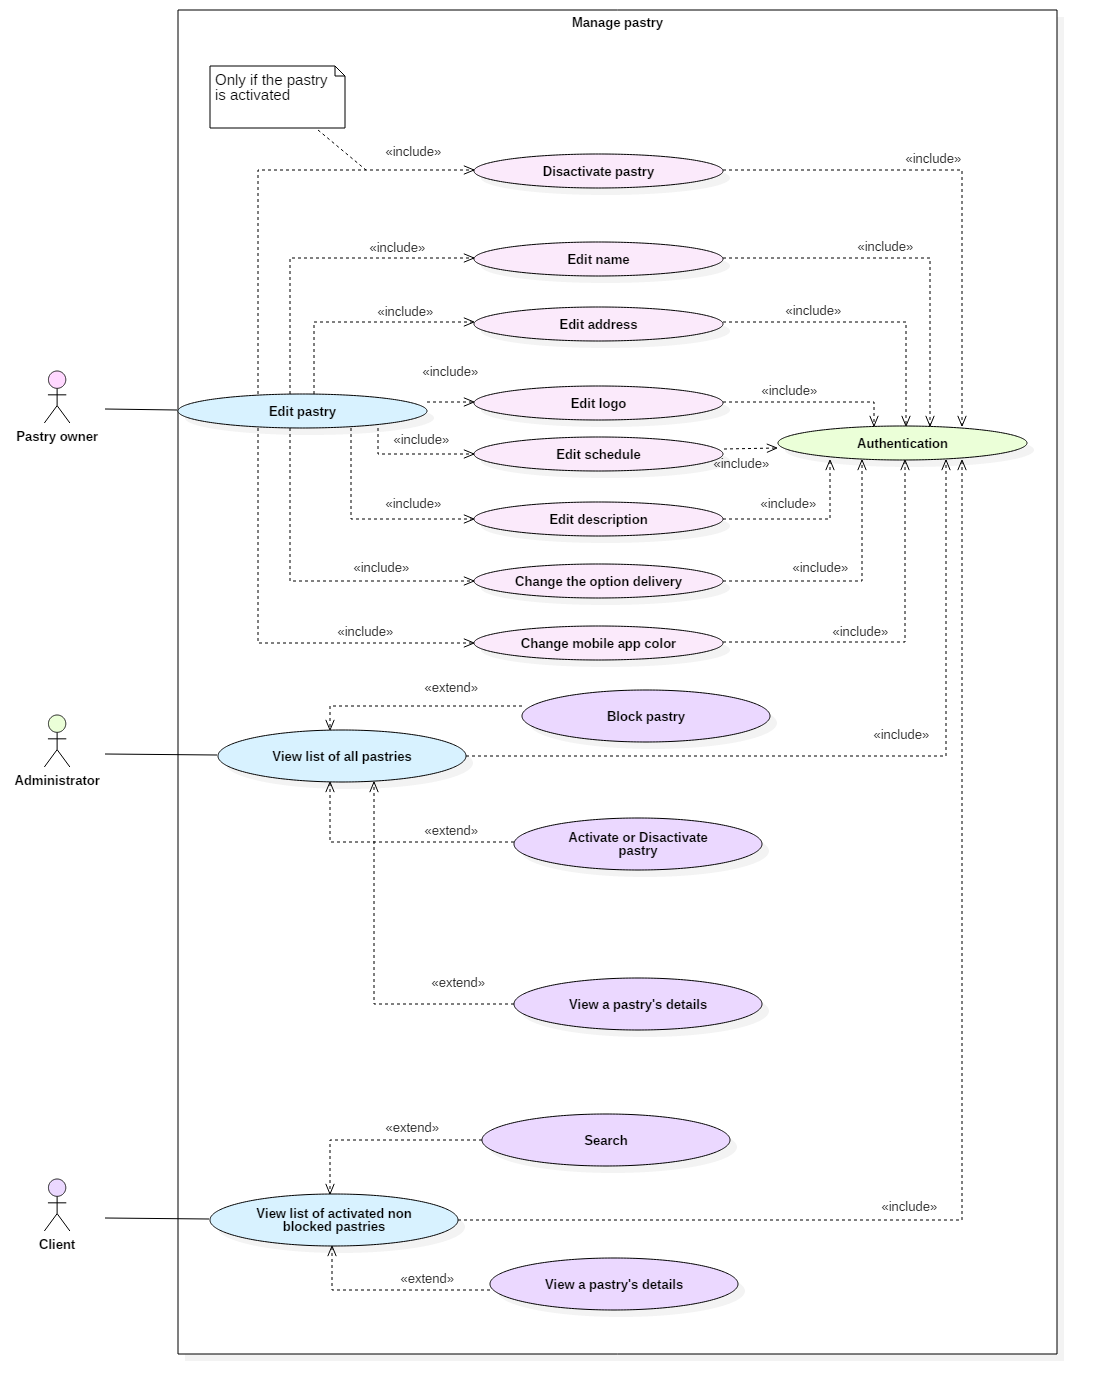 Manage pastry
Only if the pastry
is activated
«include»
«include»
Disactivate pastry
«include»
«include»
Edit name
«include»
«include»
Edit address
«include»
«include»
Edit logo
Edit pastry
Pastry owner
«include»
Authentication
Edit schedule
«include»
«include»
«include»
Edit description
«include»
«include»
Change the option delivery
«include»
«include»
Change mobile app color
«extend»
Block pastry
«include»
View list of all pastries
Administrator
«extend»
Activate or Disactivate
pastry
«extend»
View a pastry's details
«extend»
Search
«include»
View list of activated non
blocked pastries
Client
«extend»
View a pastry's details